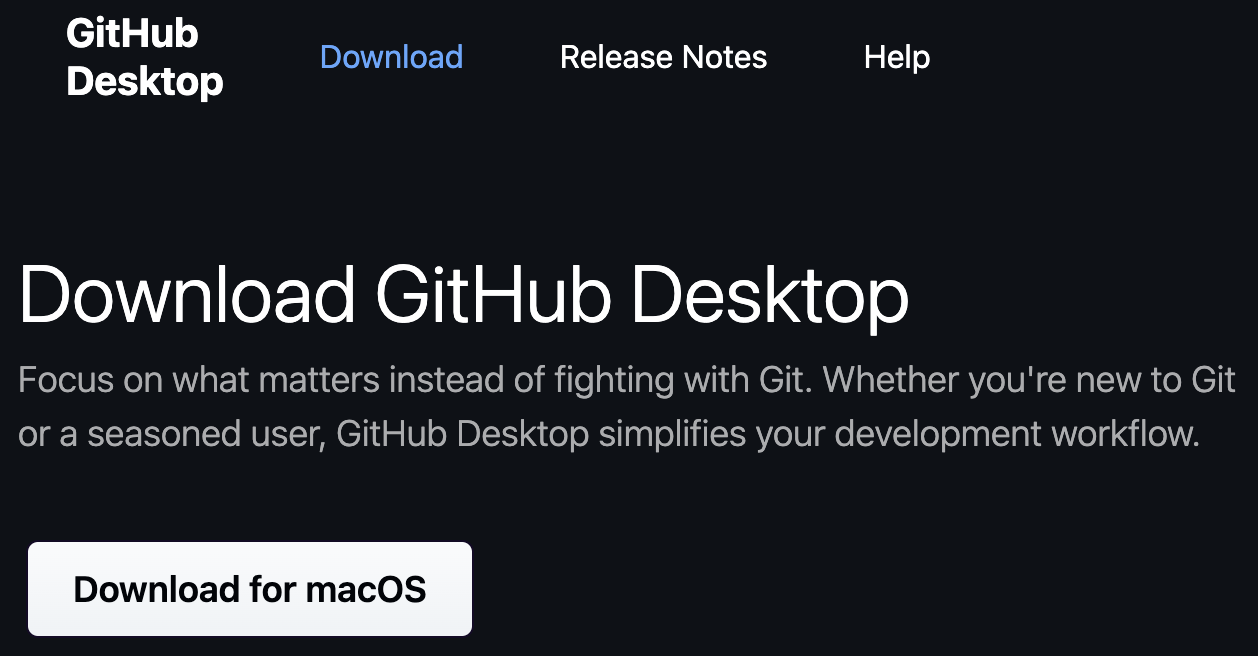 GitHub
Desktop
Download
Release Notes
Help
Download GitHub Desktop
Focus on what matters instead of fighting with Git. Whether you're new to Git
or a seasoned user, GitHub Desktop simplifies your development workflow.
Download for macOS